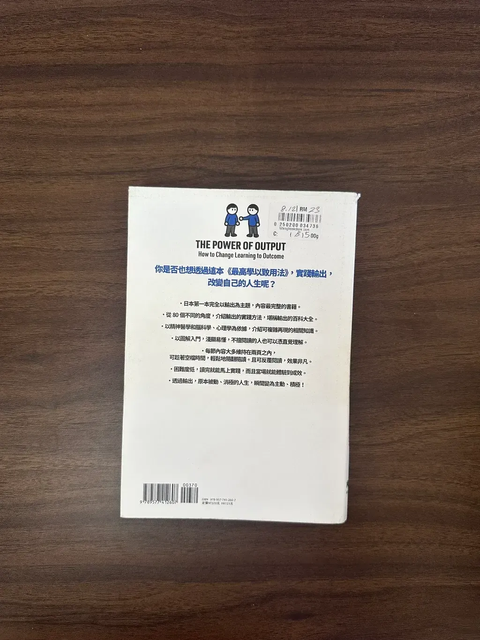 THE POWER OF OUTPUT
How to Change Learning to Outcome
你是否也想透過這本《最高學以致用法》，實踐輸出，
改變自己的人生呢？
·日本第一本完全以輸出為主題，內容最完整的書籍。
·從 80 個不同的角度，介紹輸出的實踐方法，堪稱輸出的百科大全。
·以精神醫學和腦科學、心理學為依據，介紹可複雜再現的相關知識。
·以圖解入門，淺顯易懂，不擅閱讀的人也可以憑直覺理解。
·每節內容大多維持在兩頁之內，
可趁著空檔時間，輕鬆地翻翻閱讀，且可反覆閱讀，效果非凡。
·困難度低，讀完就能馬上實踐，而且當場就能體驗到成效。
·透過輸出，原本被動、消極的人生，瞬間變為主動、積極！
00370